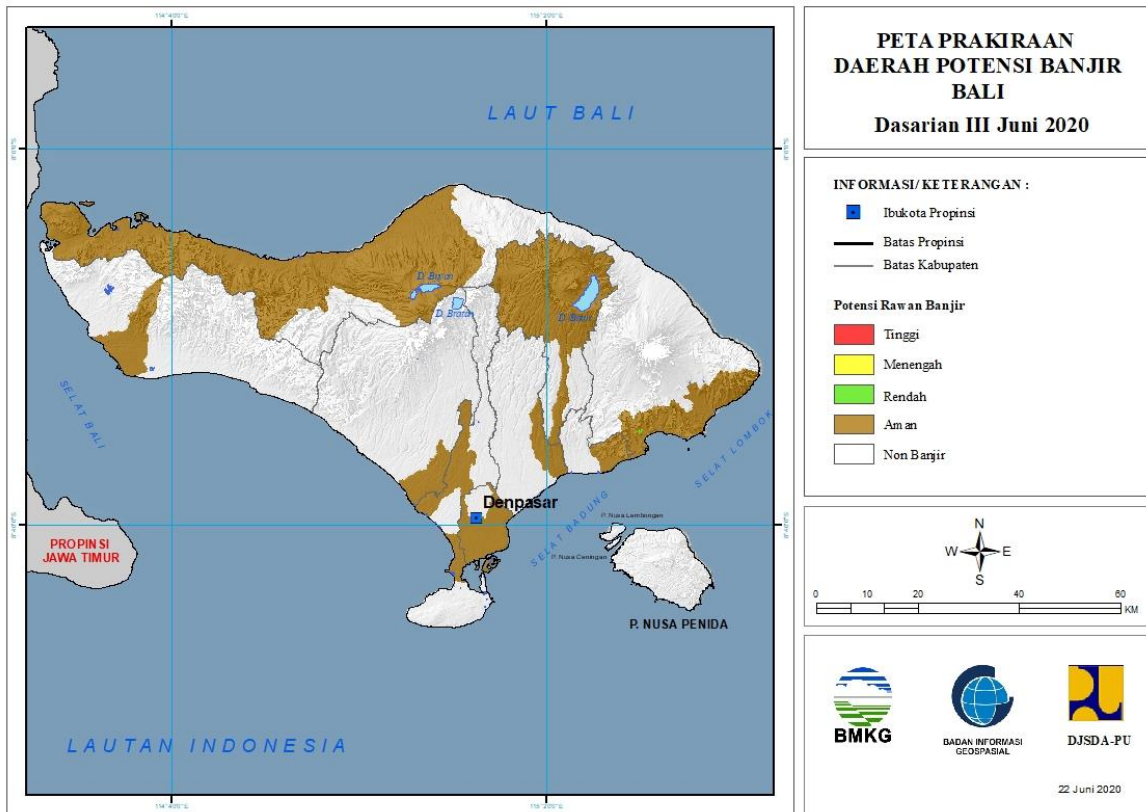 PETA PRAKIRAAN
DAERAH POTENSI BANJIR
BALI
Dasarian III Juni 2020
INFORMASI/ KETERANGAN :
Ibukota Propinsi
Batas Propinsi
Batas Kabupaten
Potensi Rawan Banjir
Tinggi
Menengah
Rendah
Aman
Non Banjir
N
W E
S
0 10 20 40 60
KM
BMKG
BADAN INFORMASI
GEOSPASIAL
DJSDA-PU
22 Juni 2020
LAUT BALI
D. Buyan
D. Bratan
D. Batur
SELAT BALI
SELAT LOMBOK
Denpasar
SELAT BADUNG
P. Nusa Lembongan
P. Nusa Ceningan
PROPINSI
JAWA TIMUR
P. NUSA PENIDA
LAUTAN INDONESIA